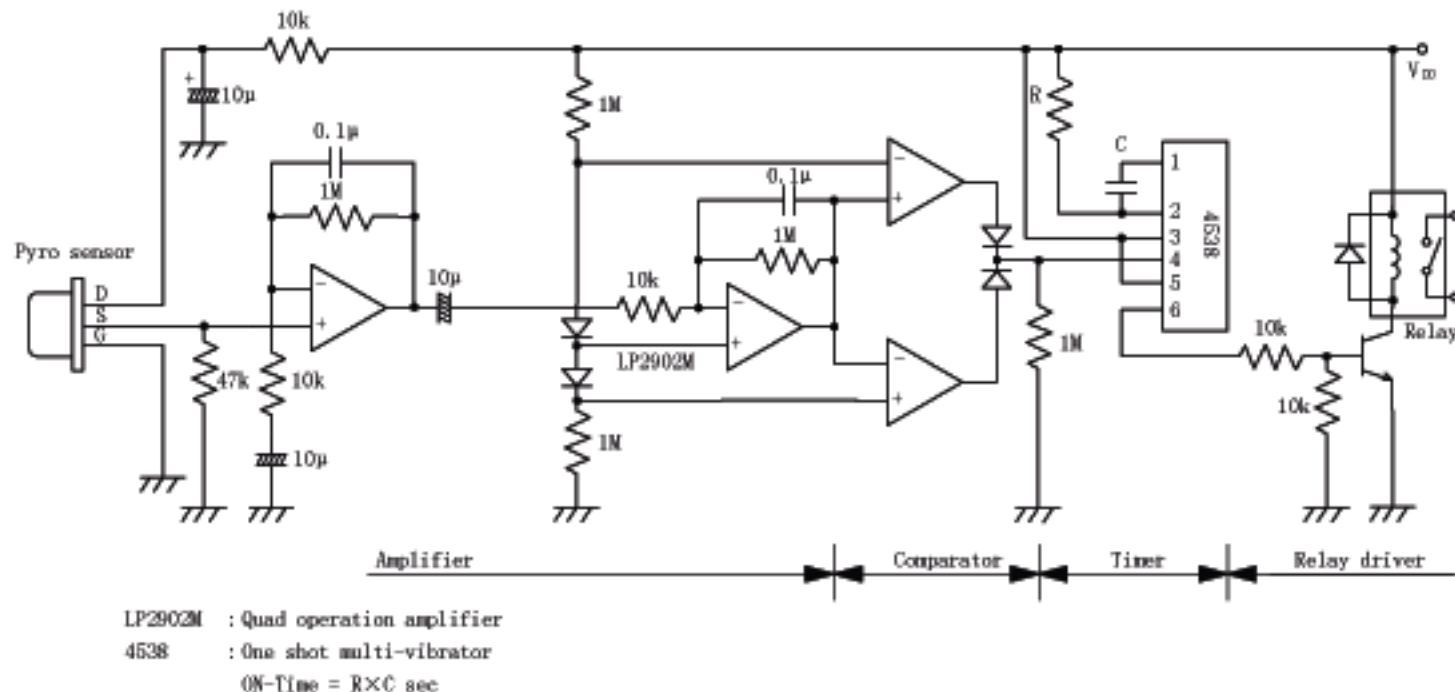 10k
V DD
10μ
1M
R
0.1μ
C
1
1M
0.1μ
2
3
4538
Pyro sensor
1M
4
10μ
5
D
10k
6
S
G
Relay
10k
1M
LP2902M
47k
10k
10k
1M
10μ
Amplifier
Comparator
Timer
Relay driver
LP2902M : Quad operation amplifier
4538 : One shot multi-vibrator
ON-Time = R×C sec